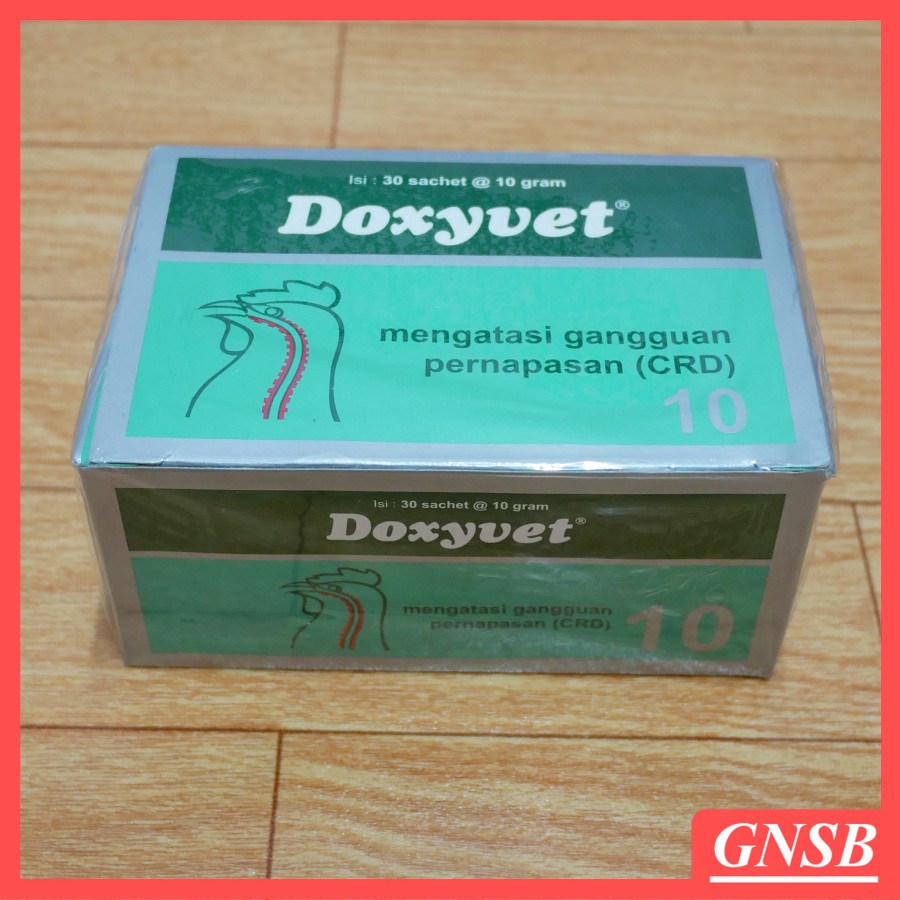 Isi : 30 sachet @ 10 gram
Doxyvet®
mengatasi gangguan
pernapasan (CRD)
10
Isi : 30 sachet @ 10 gram
Doxyvet®
mengatasi gangguan
pernapasan (CRD)
10
GNSB